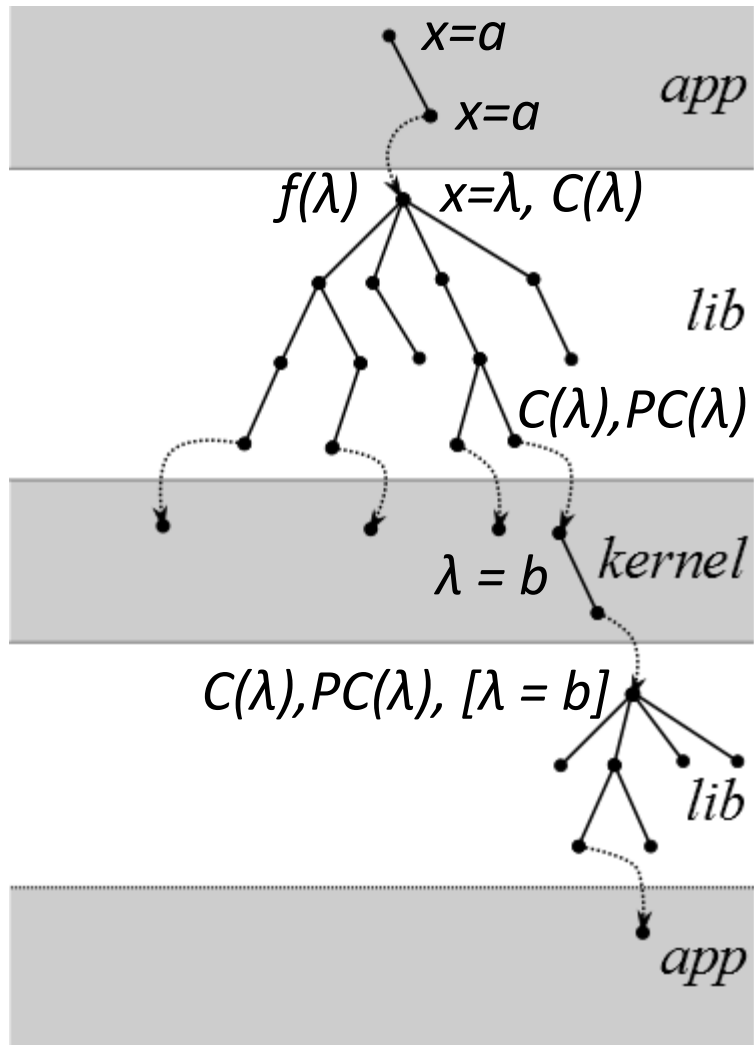 x=a
app
x=a
f(λ) x=λ, C(λ)
lib
C(λ),PC(λ)
kernel
λ = b
C(λ),PC(λ), [λ = b]
lib
app